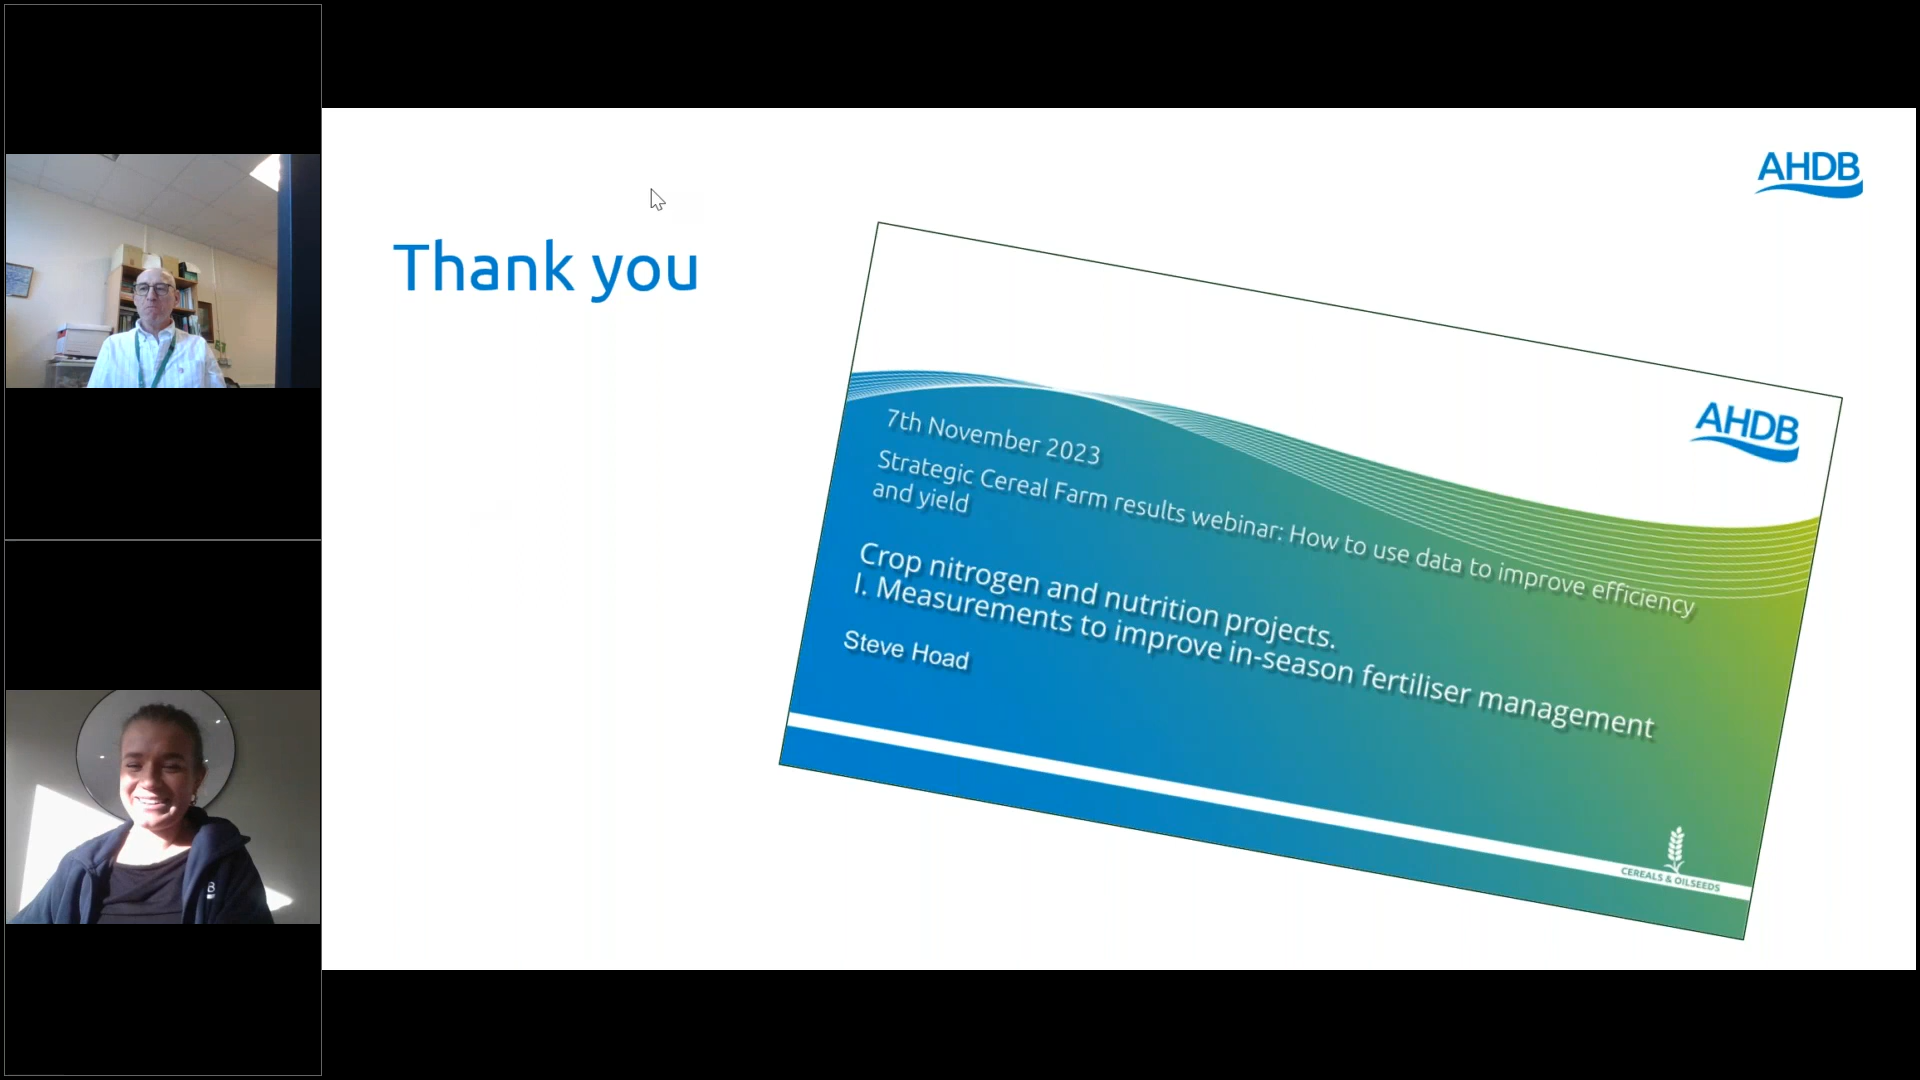 AHDB
Thank you
AHDB
7th November 2023
Strategic Cereal Farm results webinar: How to use data to improve efficiency
and yield
Crop nitrogen and nutrition projects.
I. Measurements to improve in-season fertiliser management
Steve Hoad
CEREALS & OILSEEDS